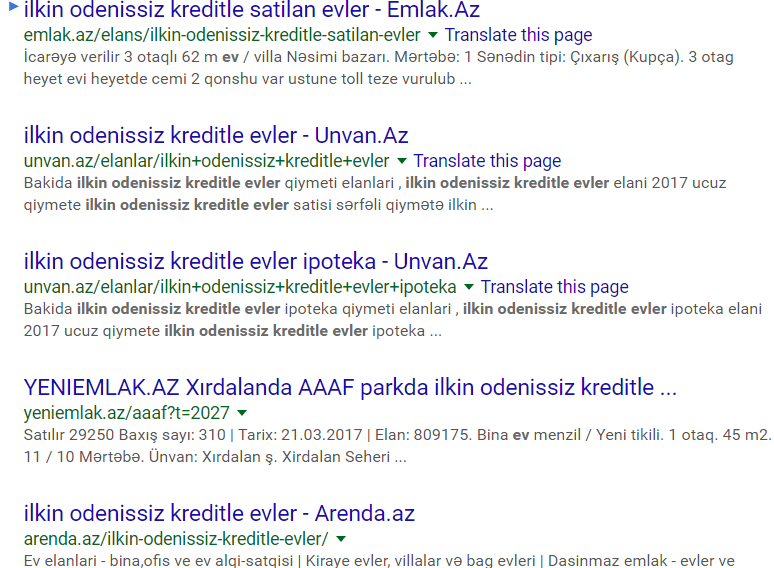 ilkin odenissiz kreditle satilan evler - Emlak.Az
emlak.az/elans/ilkin-odenissiz-kreditle-satilan-evler Translate this page
İcarəyə verilir 3 otaqlı 62 m ev / villa Nəsimi bazarı. Mərtəbə: 1 Sənədin tipi: Çıxarış (Kupça). 3 otag
heyet evi heyetde cemi 2 qonshu var ustune toll teze vurulub ...
ilkin odenissiz kreditle evler - Unvan.Az
unvan.az/elanlar/ilkin+odenissiz+kreditle+evler Translate this page
Bakida ilkin odenissiz kreditle evler qiymeti elanlari , ilkin odenissiz kreditle evler elani 2017 ucuz
qiymete ilkin odenissiz kreditle evler satisi sərfəli qiymətə ilkin ...
ilkin odenissiz kreditle evler ipoteka - Unvan.Az
unvan.az/elanlar/ilkin+odenissiz+kreditle+evler+ipoteka Translate this page
Bakida ilkin odenissiz kreditle evler ipoteka qiymeti elanlari , ilkin odenissiz kreditle evler ipoteka elani
2017 ucuz qiymete ilkin odenissiz kreditle evler ipoteka ...
YENIEMLAK.AZ Xırdalanda AAAF parkda ilkin odenissiz kreditle ...
yeniemlak.az/aaaf?t=2027
Satılır 29250 Baxış sayı: 310 | Tarix: 21.03.2017 | Elan: 809175. Bina ev menzil / Yeni tikili. 1 otaq. 45 m2.
11 / 10 Mərtəbə. Ünvan: Xırdalan ş. Xirdalan Seheri ...
ilkin odenissiz kreditle evler - Arenda.az
arenda.az/ilkin-odenissiz-kreditle-evler/
Ev elanlari - bina,ofis ve ev alqi-satqisi | Kiraye evler, villalar və bag evleri | Dasinmaz emlak - evler ve